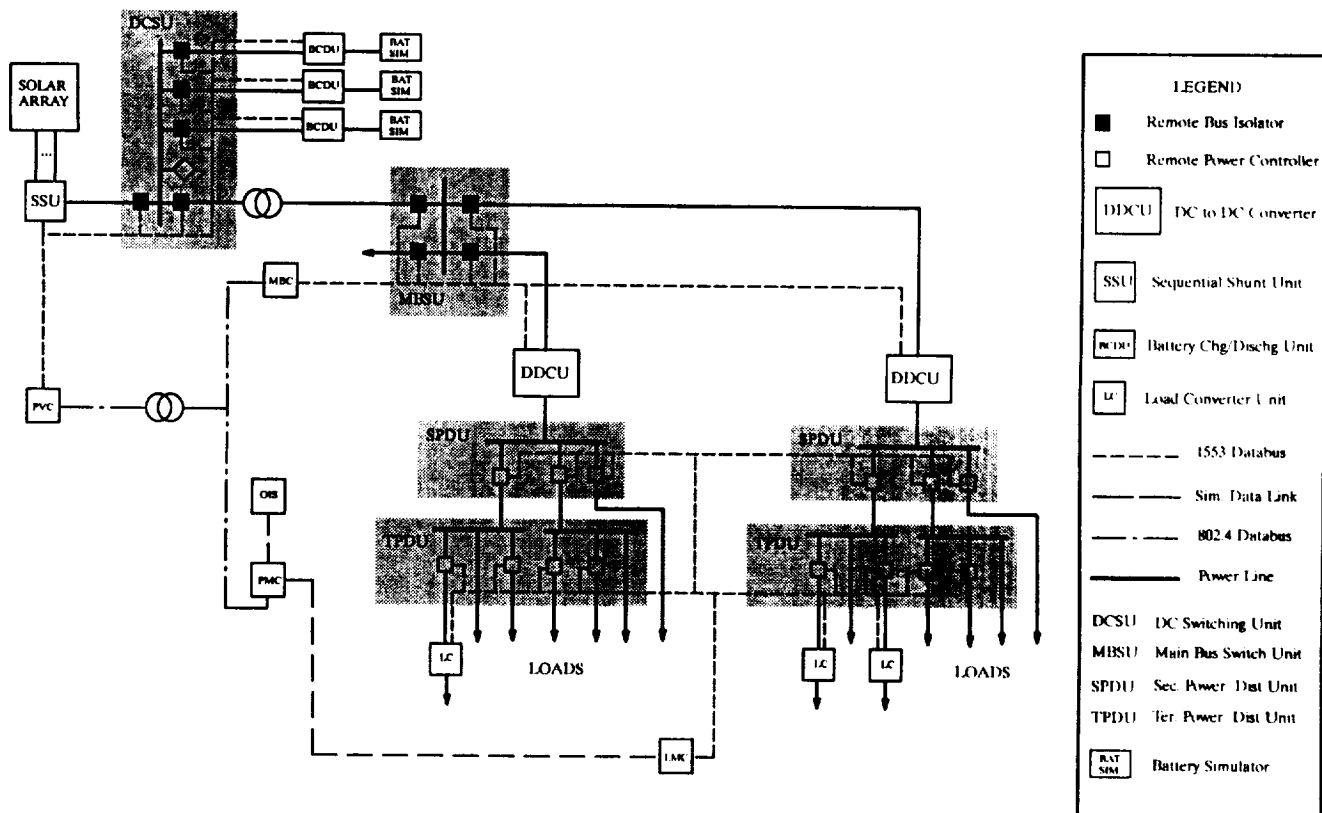 DCSU
BCDU
BAT
SIM
BCDU
BAT
SIM
BCDU
BAT
SIM
SOLAR
ARRAY
...
SSU
MBSU
MBC
DDCU
DDCU
PVC
SPDU
SPDU
OIS
PMC
TPDU
TPDU
LC
LOADS
LC
LC
LOADS
LMC
LEGEND
Remote Bus Isolator
Remote Power Controller
DDCU DC to DC Converter
SSU Sequential Shunt Unit
BCDU Battery Chg/Dischg Unit
LC Load Converter Unit
1553 Databus
Sim. Data Link
802.4 Databus
Power Line
DCSU DC Switching Unit
MBSU Main Bus Switch Unit
SPDU Sec. Power Dist Unit
TPDU Ter. Power Dist Unit
BAT
SIM
Battery Simulator